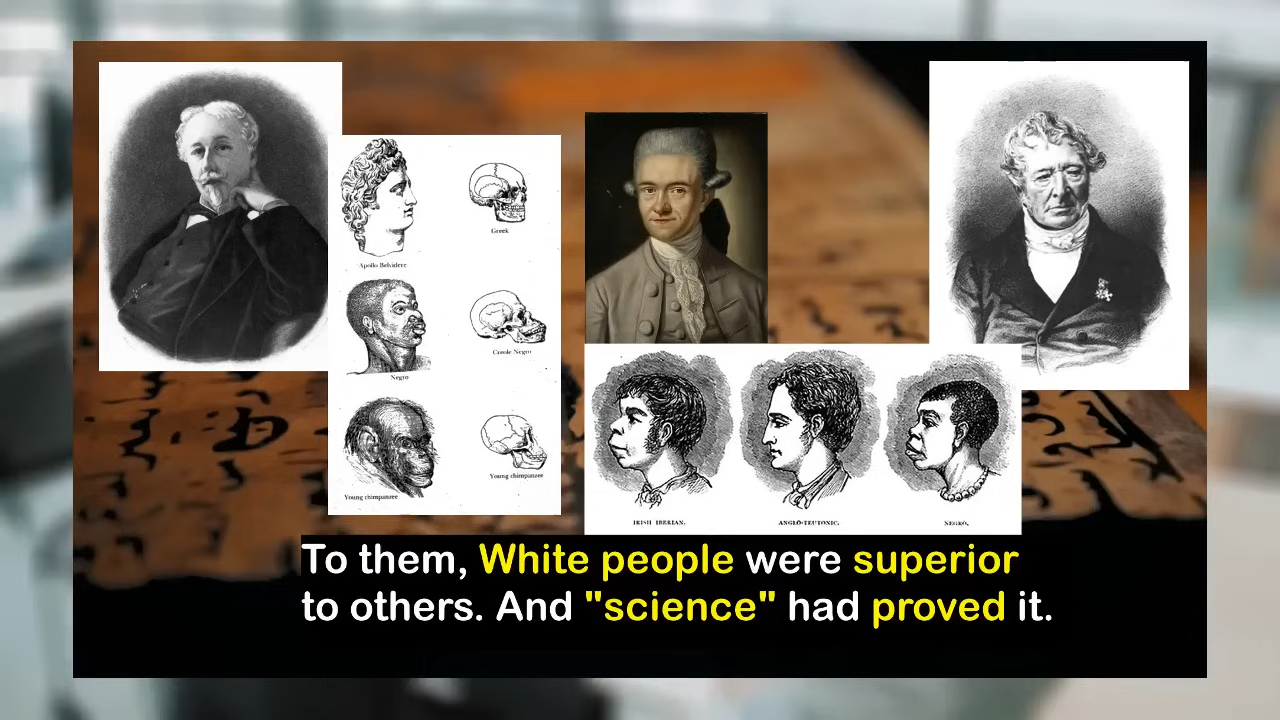 Apollo Belvidere
Greek
Negro
Creole Negro
Young chimpanzee
Young chimpanzee
IRISH IBERIAN.
ANGLO-TEUTONIC.
NEGRO.
To them, White people were superior
to others. And "science" had proved it.